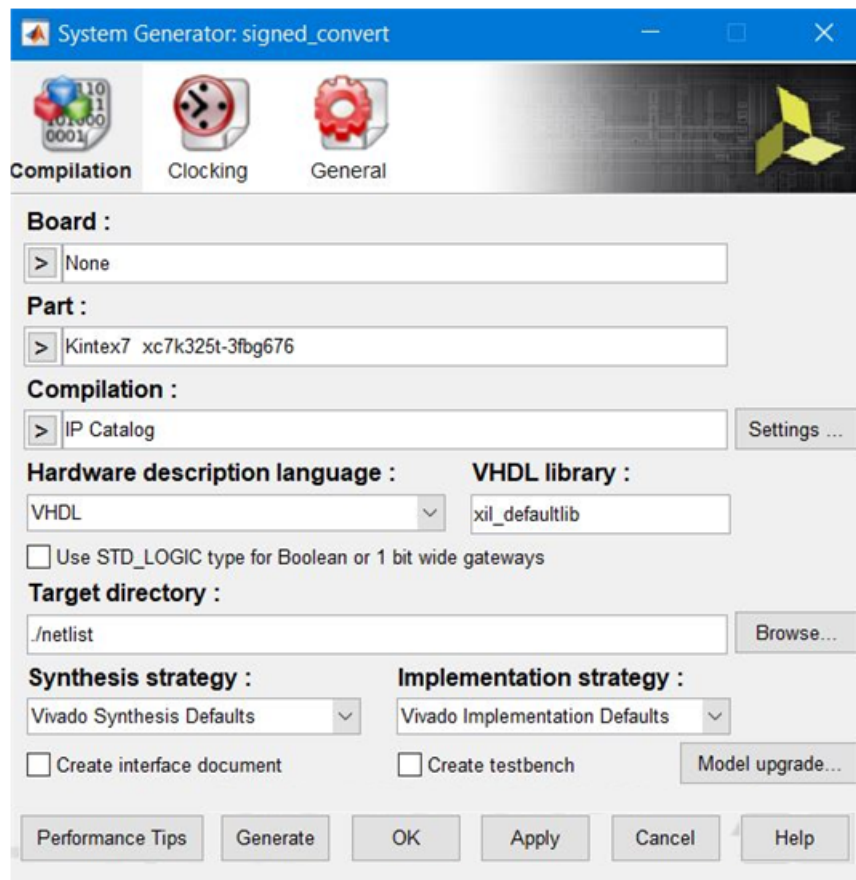 System Generator: signed_convert
Compilation Clocking General
Board :
> None
Part :
> Kintex7 xc7k325t-3fbg676
Compilation :
> IP Catalog Settings ...
Hardware description language : VHDL library :
VHDL xil_defaultlib
Use STD_LOGIC type for Boolean or 1 bit wide gateways
Target directory :
./netlist Browse...
Synthesis strategy : Implementation strategy :
Vivado Synthesis Defaults Vivado Implementation Defaults
Create interface document Create testbench Model upgrade...
Performance Tips Generate OK Apply Cancel Help